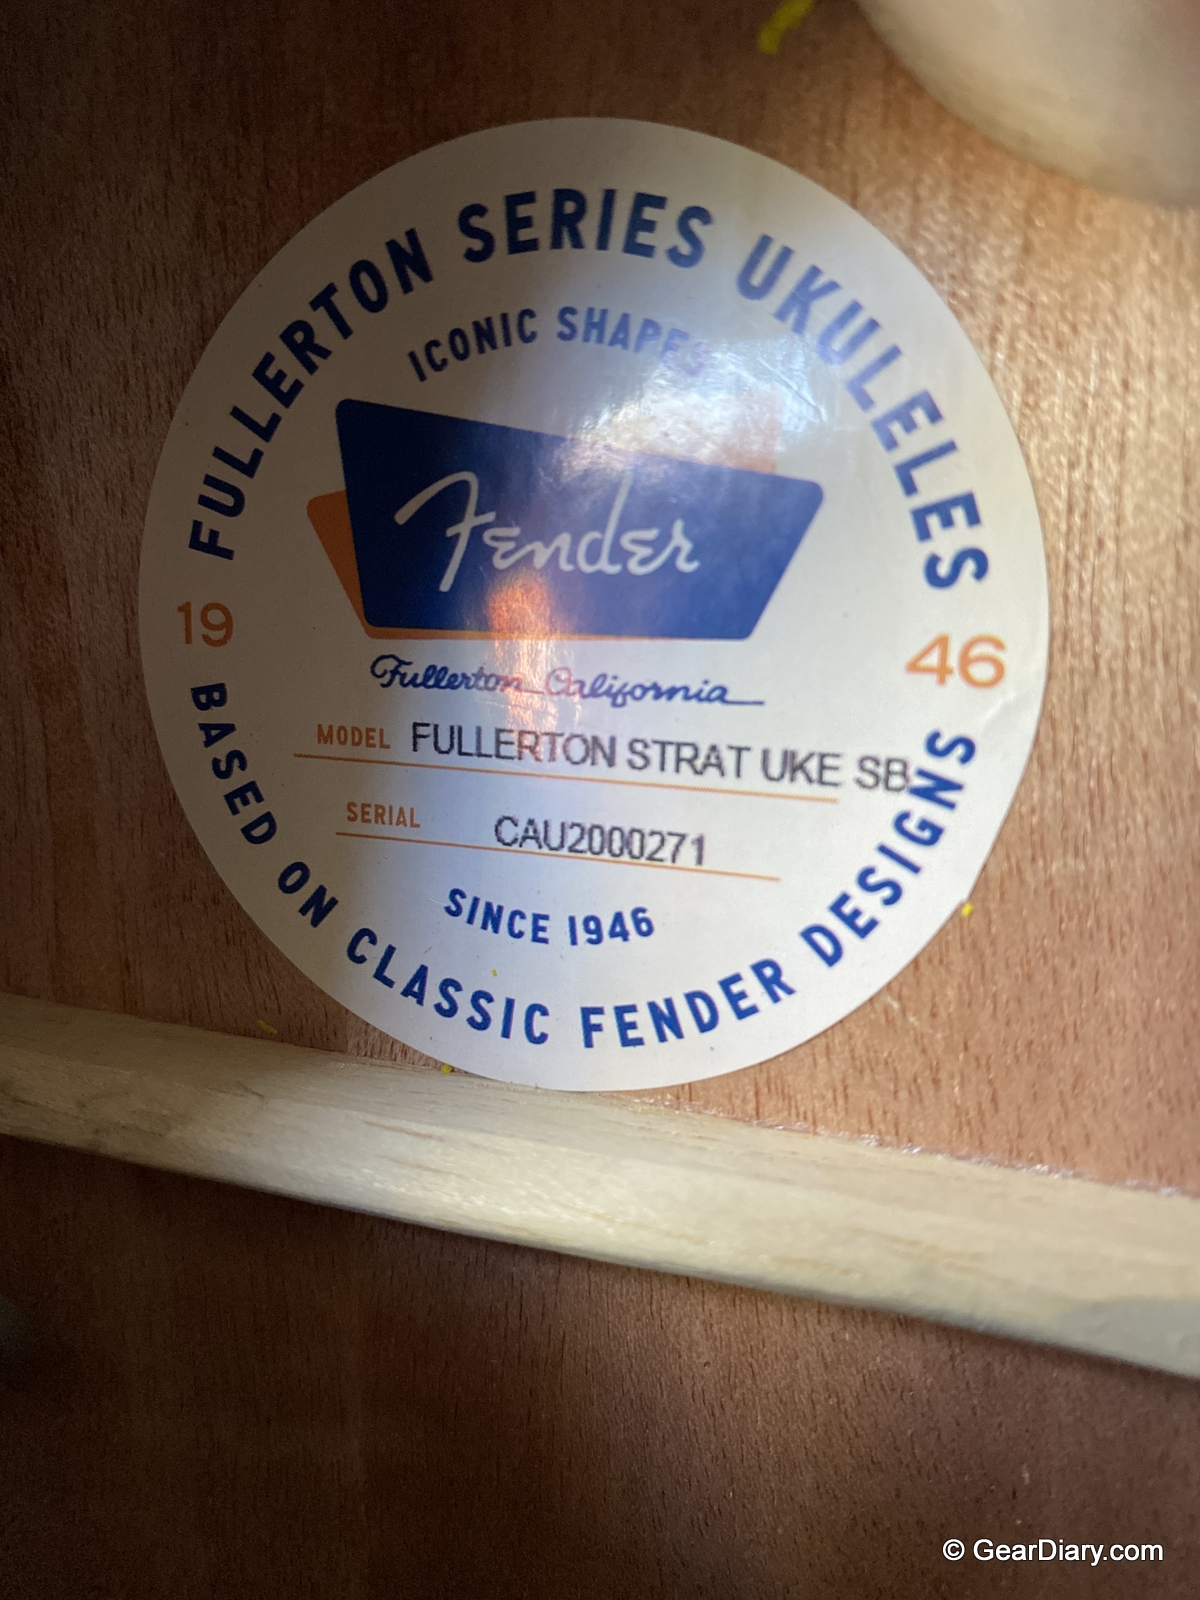 FULLERTON SERIES UKULELES
ICONIC SHAPES
Fender
19 46
Fullerton California
MODEL FULLERTON STRAT UKE SB
SERIAL CAU2000271
SINCE 1946
BASED ON CLASSIC FENDER DESIGNS
© GearDiary.com